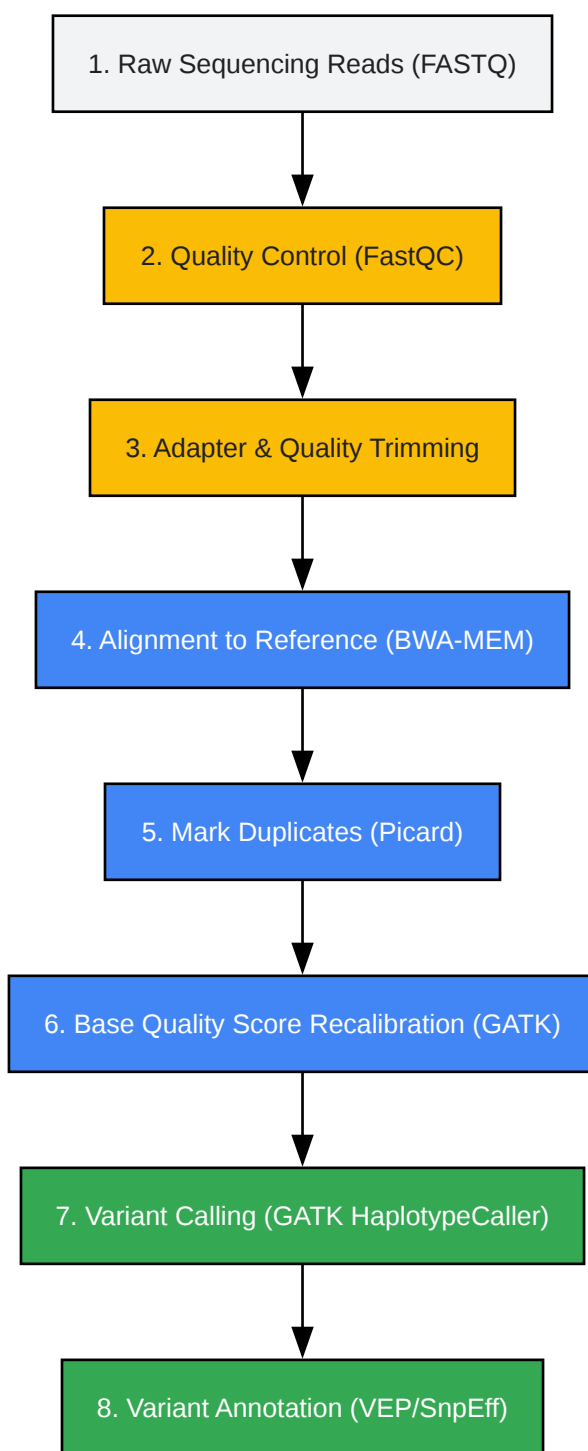 1. Raw Sequencing Reads (FASTQ)
2. Quality Control (FastQC)
3. Adapter & Quality Trimming
4. Alignment to Reference (BWA-MEM)
5. Mark Duplicates (Picard)
6. Base Quality Score Recalibration (GATK)
7. Variant Calling (GATK HaplotypeCaller)
8. Variant Annotation (VEP/SnpEff)